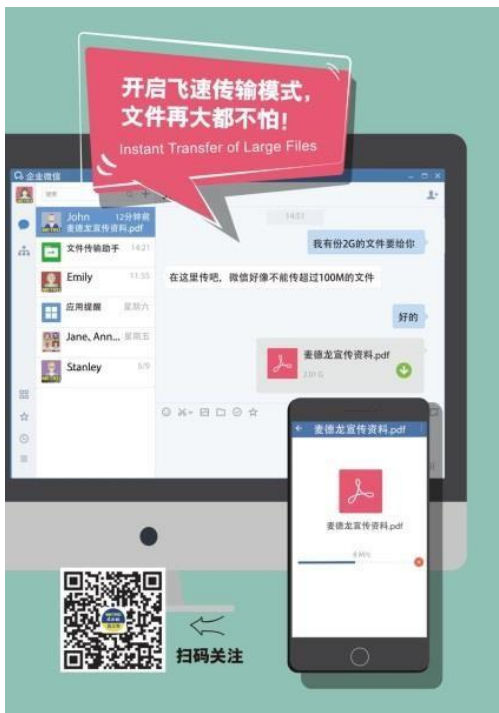 开启飞速传输模式，
文件再大都不怕！
Instant Transfer of Large Files
企业微信
搜索
John 12分钟前
麦德龙宣传资料.pdf
文件传输助手 14:21
Emily 11:35
应用提醒 星期六
Jane、Ann... 星期五
Stanley 5/9
14:21
我有份2G的文件要给你
在这里传吧，微信好像不能传超过100M的文件
好的
麦德龙宣传资料.pdf
麦德龙宣传资料.pdf
麦德龙宣传资料.pdf
扫码关注